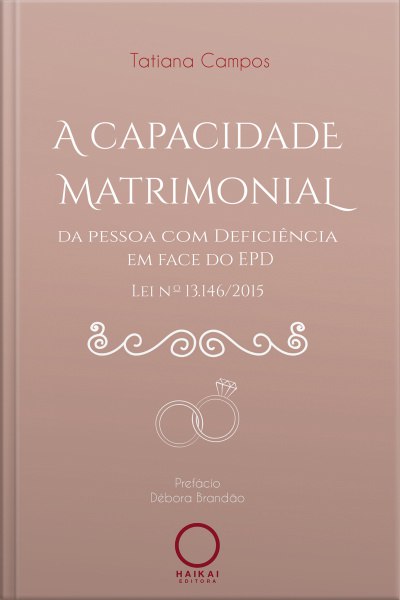 Tatiana Campos
A CAPACIDADE
MATRIMONIAL
DA PESSOA COM DEFICIÊNCIA
EM FACE DO EPD
LEI Nº 13.146/2015
Prefácio
Débora Brandão
HAIKAI
EDITORA